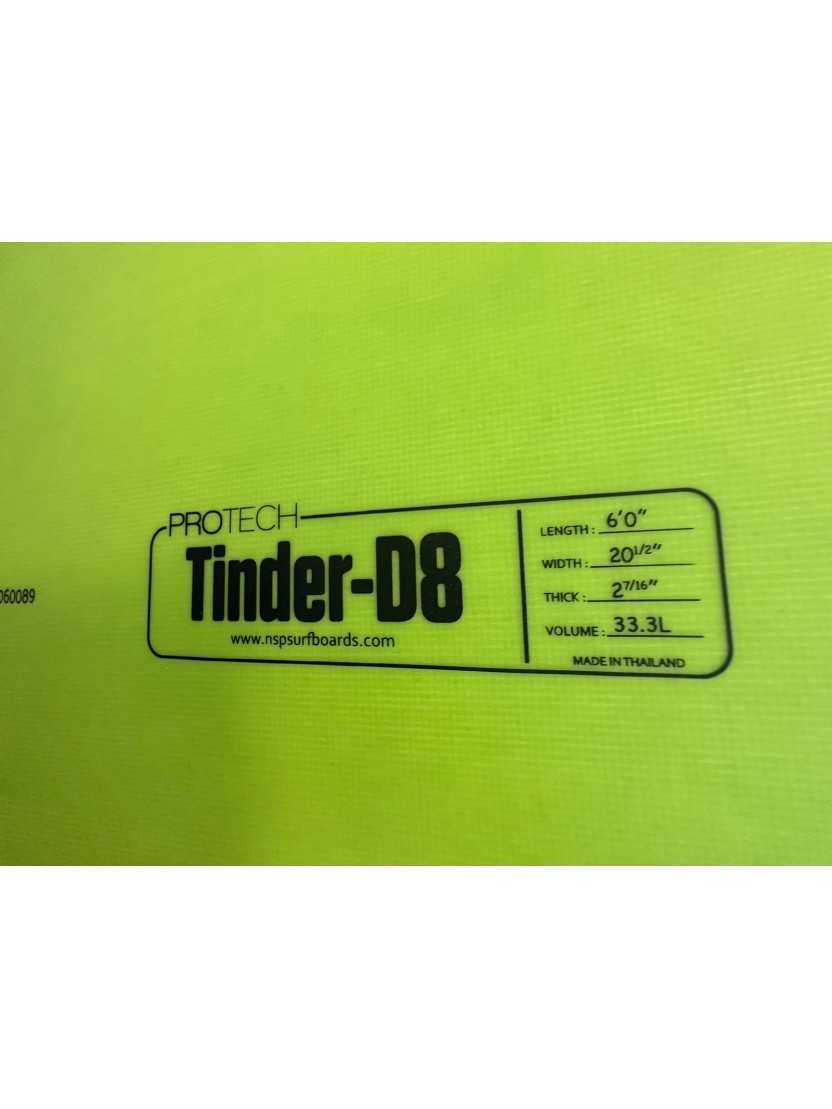 PROTECH
Tinder-D8
www.nspsurfboards.com
LENGTH : 6'0"
WIDTH : 20 1/2"
THICK : 2 7/16"
VOLUME : 33.3L
MADE IN THAILAND
060089